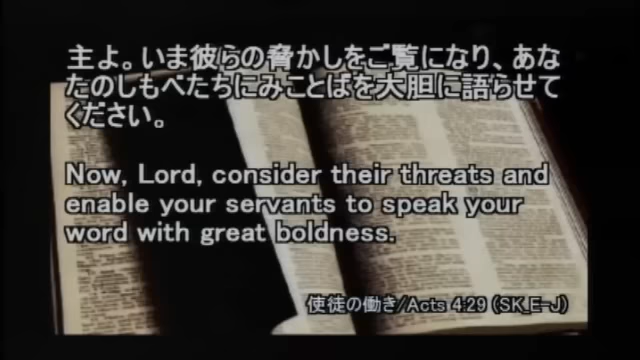 主よ。いま彼らの脅かしをご覧になり、あな
たのしもべたちにみことばを大胆に語らせて
ください。
Now, Lord, consider their threats and
enable your servants to speak your
word with great boldness.
使徒の働き/Acts 4:29 (SK_E-J)